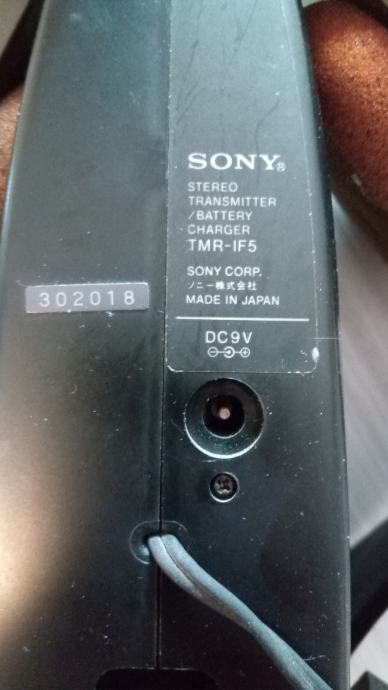 SONY®
STEREO
TRANSMITTER
/BATTERY
CHARGER
TMR-IF5
SONY CORP.
ソニー株式会社
MADE IN JAPAN
302018
DC9V